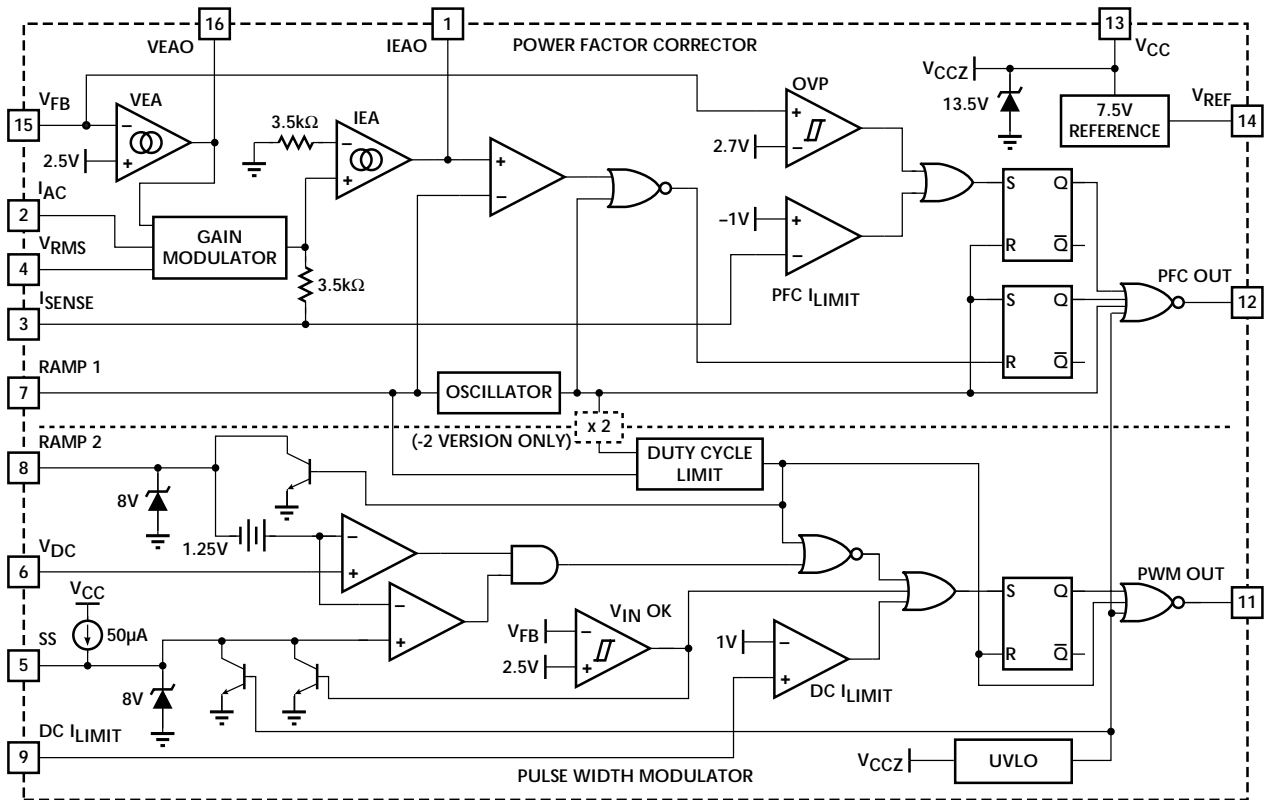 16
VEAO
1
IEAO
POWER FACTOR CORRECTOR
13
VCC
VCCZ
13.5V
7.5V
REFERENCE
VREF
14
VFB
15
VEA
−
+
2.5V
3.5kΩ
IEA
−
+
+
−
OVP
+
−
2.7V
IAC
2
VRMS
4
GAIN
MODULATOR
3.5kΩ
−1V
+
−
PFC ILIMIT
S Q
R Q
S Q
R Q
PFC OUT
12
ISENSE
3
RAMP 1
7
OSCILLATOR
x 2
(-2 VERSION ONLY)
DUTY CYCLE
LIMIT
RAMP 2
8
8V
1.25V
−
+
VDC
6
VCC
50µA
−
+
SS
5
8V
VIN OK
VFB
−
2.5V
+
1V
−
+
DC ILIMIT
S Q
R Q
PWM OUT
11
DC ILIMIT
9
VCCZ
UVLO
PULSE WIDTH MODULATOR